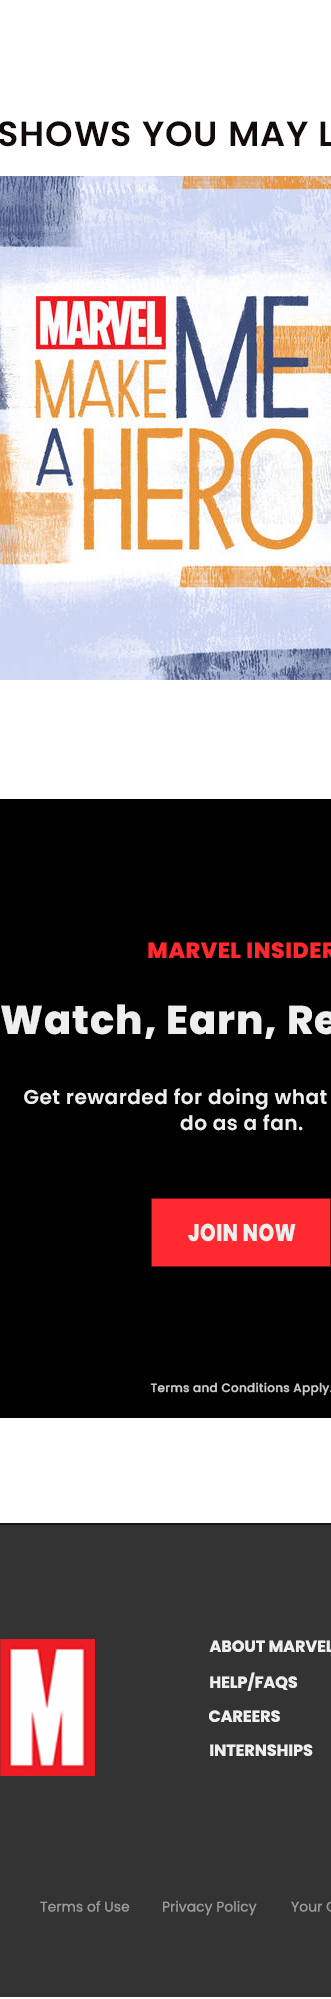 SHOWS YOU MAY L
MARVEL ME
MAKE
A HERO
MARVEL INSIDER
Watch, Earn, Re
Get rewarded for doing what
do as a fan.
JOIN NOW
Terms and Conditions Apply.
M
ABOUT MARVEL
HELP/FAQS
CAREERS
INTERNSHIPS
Terms of Use Privacy Policy Your